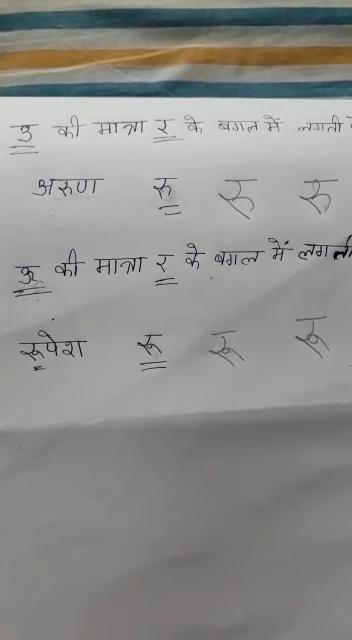 उ की मात्रा र के बगल में लगती
अरुण रु रु रु
ऊ की मात्रा र के बगल में लगती
रूपेश रू रू रू